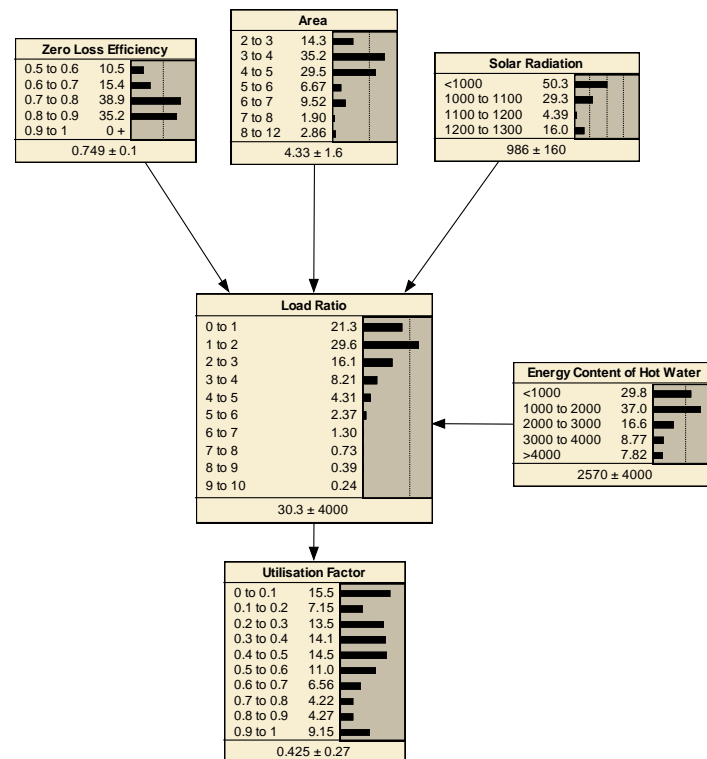 Zero Loss Efficiency
0.5 to 0.6 10.5
0.6 to 0.7 15.4
0.7 to 0.8 38.9
0.8 to 0.9 35.2
0.9 to 1 0 +
0.749 ± 0.1
Area
2 to 3 14.3
3 to 4 35.2
4 to 5 29.5
5 to 6 6.67
6 to 7 9.52
7 to 8 1.90
8 to 12 2.86
4.33 ± 1.6
Solar Radiation
<1000 50.3
1000 to 1100 29.3
1100 to 1200 4.39
1200 to 1300 16.0
986 ± 160
Load Ratio
0 to 1 21.3
1 to 2 29.6
2 to 3 16.1
3 to 4 8.21
4 to 5 4.31
5 to 6 2.37
6 to 7 1.30
7 to 8 0.73
8 to 9 0.39
9 to 10 0.24
30.3 ± 4000
Energy Content of Hot Water
<1000 29.8
1000 to 2000 37.0
2000 to 3000 16.6
3000 to 4000 8.77
>4000 7.82
2570 ± 4000
Utilisation Factor
0 to 0.1 15.5
0.1 to 0.2 7.15
0.2 to 0.3 13.5
0.3 to 0.4 14.1
0.4 to 0.5 14.5
0.5 to 0.6 11.0
0.6 to 0.7 6.56
0.7 to 0.8 4.22
0.8 to 0.9 4.27
0.9 to 1 9.15
0.425 ± 0.27